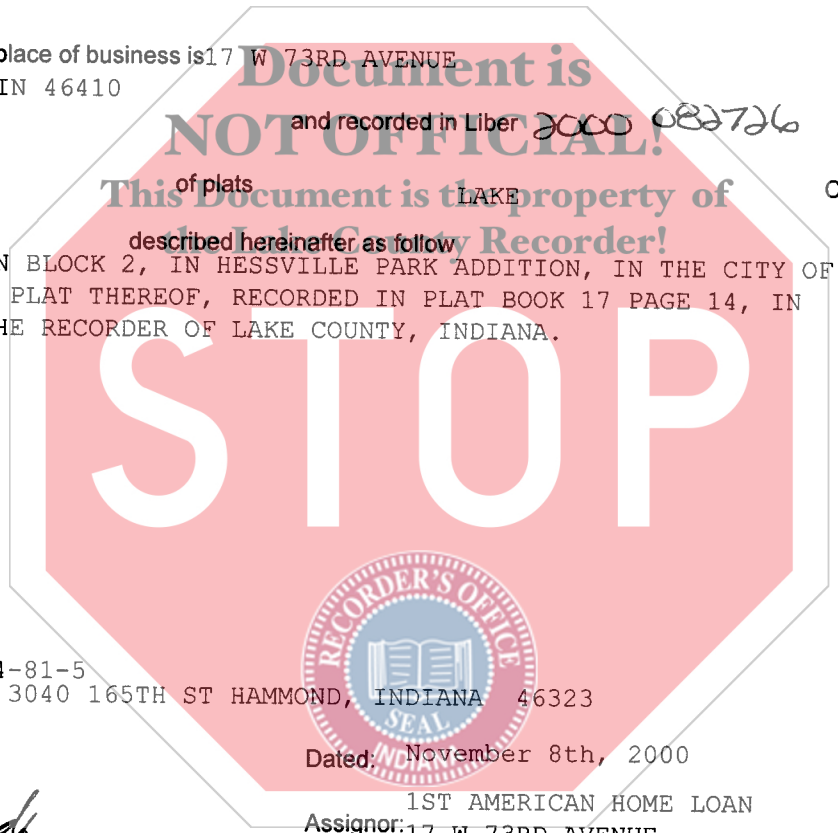 place of business is 17 W 73RD AVENUE
Document is
IN 46410
and recorded in Liber 2000 082726
NOT OFFICIAL!
of plats LAKE
This Document is the property of
described hereinafter as follow
the Lake County Recorder!
N BLOCK 2, IN HESSVILLE PARK ADDITION, IN THE CITY OF
PLAT THEREOF, RECORDED IN PLAT BOOK 17 PAGE 14, IN
HE RECORDER OF LAKE COUNTY, INDIANA.
STOP
RECORDER'S OFFICE
-81-5
3040 165TH ST HAMMOND, INDIANA 46323
SEAL
INDIANA
Dated: November 8th, 2000
1ST AMERICAN HOME LOAN
Assignor: 17 W 73RD AVENUE